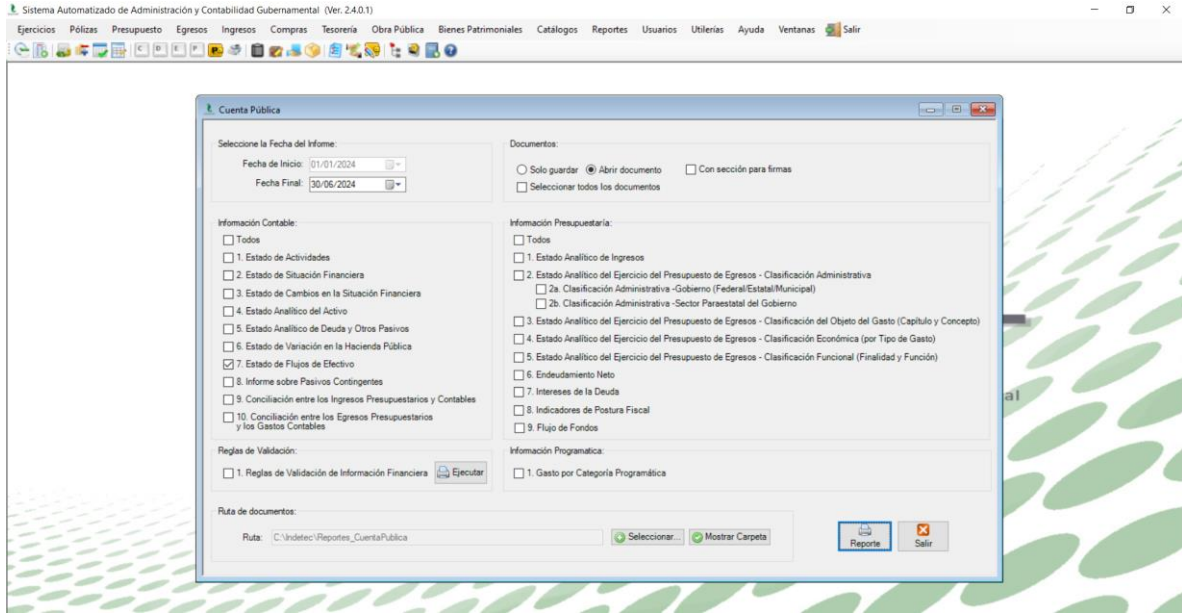 Sistema Automatizado de Administración y Contabilidad Gubernamental (Ver. 2.4.0.1)
Ejercicios Pólizas Presupuesto Egresos Ingresos Compras Tesorería Obra Pública Bienes Patrimoniales Catálogos Reportes Usuarios Utilerías Ayuda Ventanas Salir
C D E P P
Cuenta Pública
Seleccione la Fecha del Informe:
Fecha de Inicio: 01/01/2024
Fecha Final: 30/06/2024
Documentos:
Solo guardar Abrir documento Con sección para firmas
Seleccionar todos los documentos
Información Contable:
Todos
1. Estado de Actividades
2. Estado de Situación Financiera
3. Estado de Cambios en la Situación Financiera
4. Estado Analítico del Activo
5. Estado Analítico de Deuda y Otros Pasivos
6. Estado de Variación en la Hacienda Pública
7. Estado de Flujos de Efectivo
8. Informe sobre Pasivos Contingentes
9. Conciliación entre los Ingresos Presupuestarios y Contables
10. Conciliación entre los Egresos Presupuestarios
y los Gastos Contables
Información Presupuestaría:
Todos
1. Estado Analítico de Ingresos
2. Estado Analítico del Ejercicio del Presupuesto de Egresos - Clasificación Administrativa
2a. Clasificación Administrativa -Gobierno (Federal/Estatal/Municipal)
2b. Clasificación Administrativa -Sector Paraestatal del Gobierno
3. Estado Analítico del Ejercicio del Presupuesto de Egresos - Clasificación del Objeto del Gasto (Capítulo y Concepto)
4. Estado Analítico del Ejercicio del Presupuesto de Egresos - Clasificación Económica (por Tipo de Gasto)
5. Estado Analítico del Ejercicio del Presupuesto de Egresos - Clasificación Funcional (Finalidad y Función)
6. Endeudamiento Neto
7. Intereses de la Deuda
8. Indicadores de Postura Fiscal
9. Flujo de Fondos
al
Reglas de Validación:
1. Reglas de Validación de Información Financiera Ejecutar
Información Programatica:
1. Gasto por Categoría Programática
Ruta de documentos:
Ruta: C:\Indetec\Reportes_CuentaPublica Seleccionar... Mostrar Carpeta
Reporte Salir